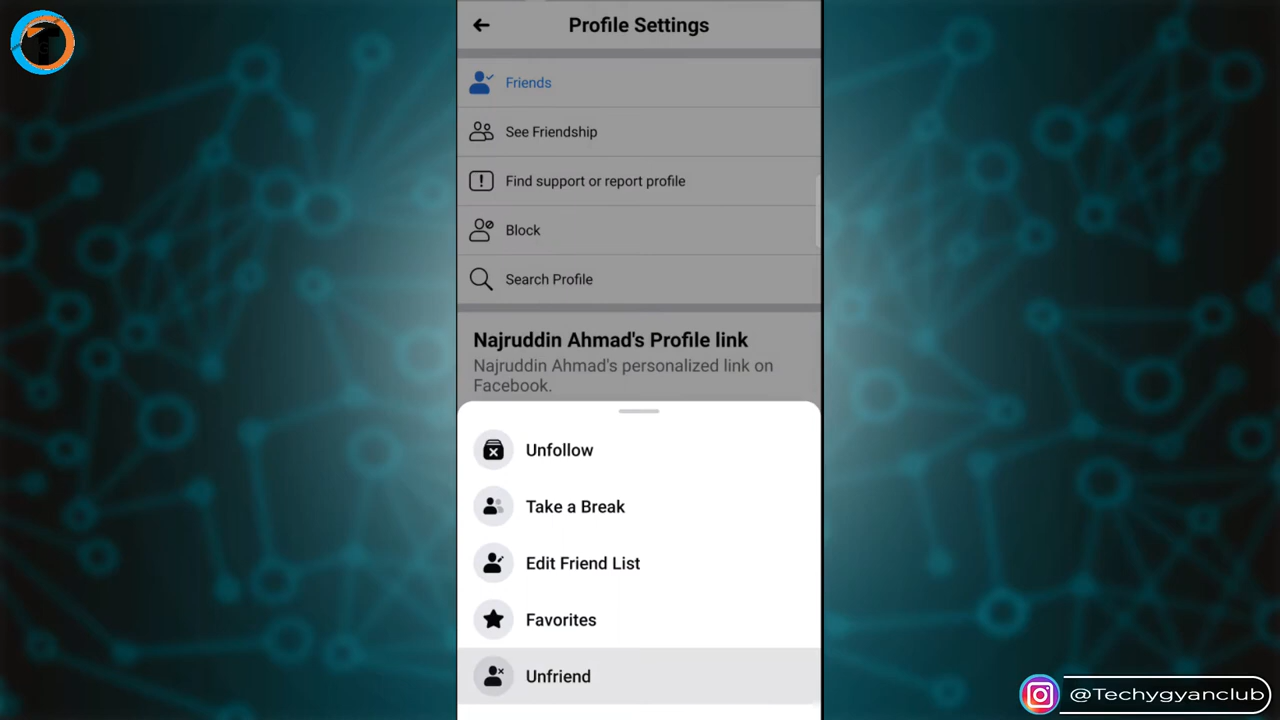 Profile Settings
Friends
See Friendship
Find support or report profile
Block
Search Profile
Najruddin Ahmad's Profile link
Najruddin Ahmad's personalized link on
Facebook.
Unfollow
Take a Break
Edit Friend List
Favorites
Unfriend
@Techygyanclub